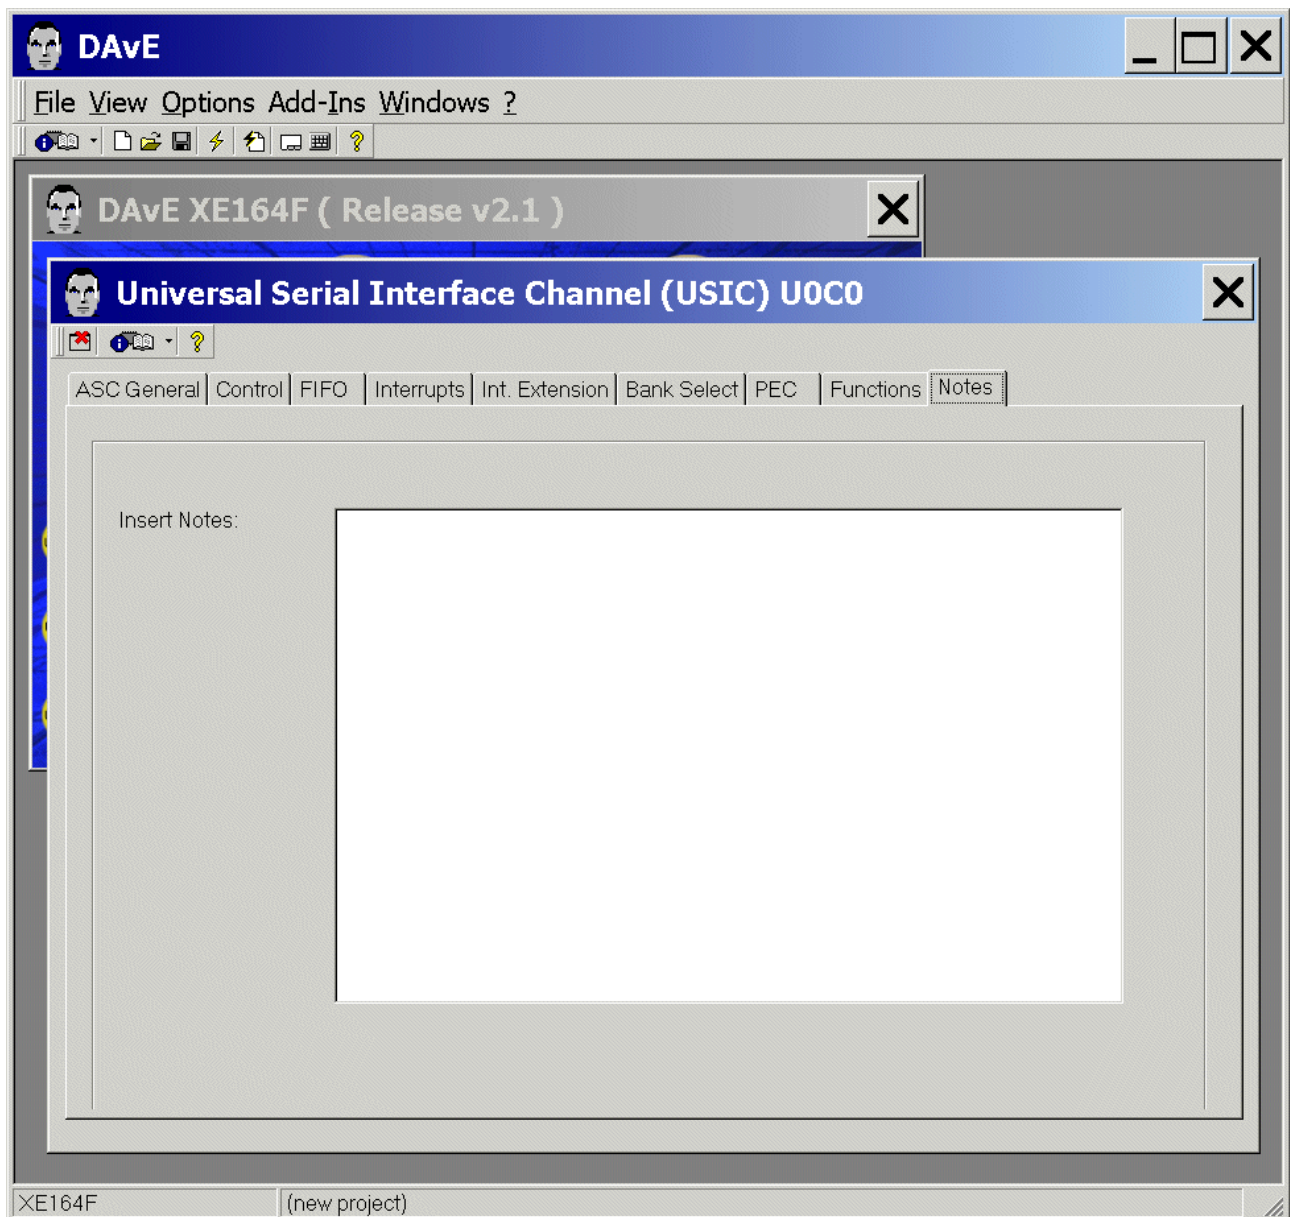 DAvE
File View Options Add-Ins Windows ?
DAvE XE164F ( Release v2.1 )
Universal Serial Interface Channel (USIC) U0C0
ASC General Control FIFO Interrupts Int. Extension Bank Select PEC Functions Notes
Insert Notes:
XE164F (new project)